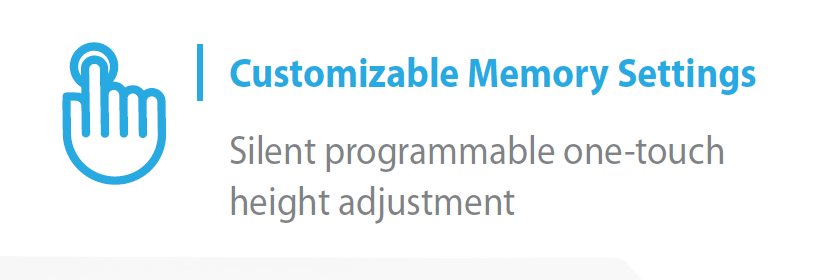 Customizable Memory Settings
Silent programmable one-touch
height adjustment